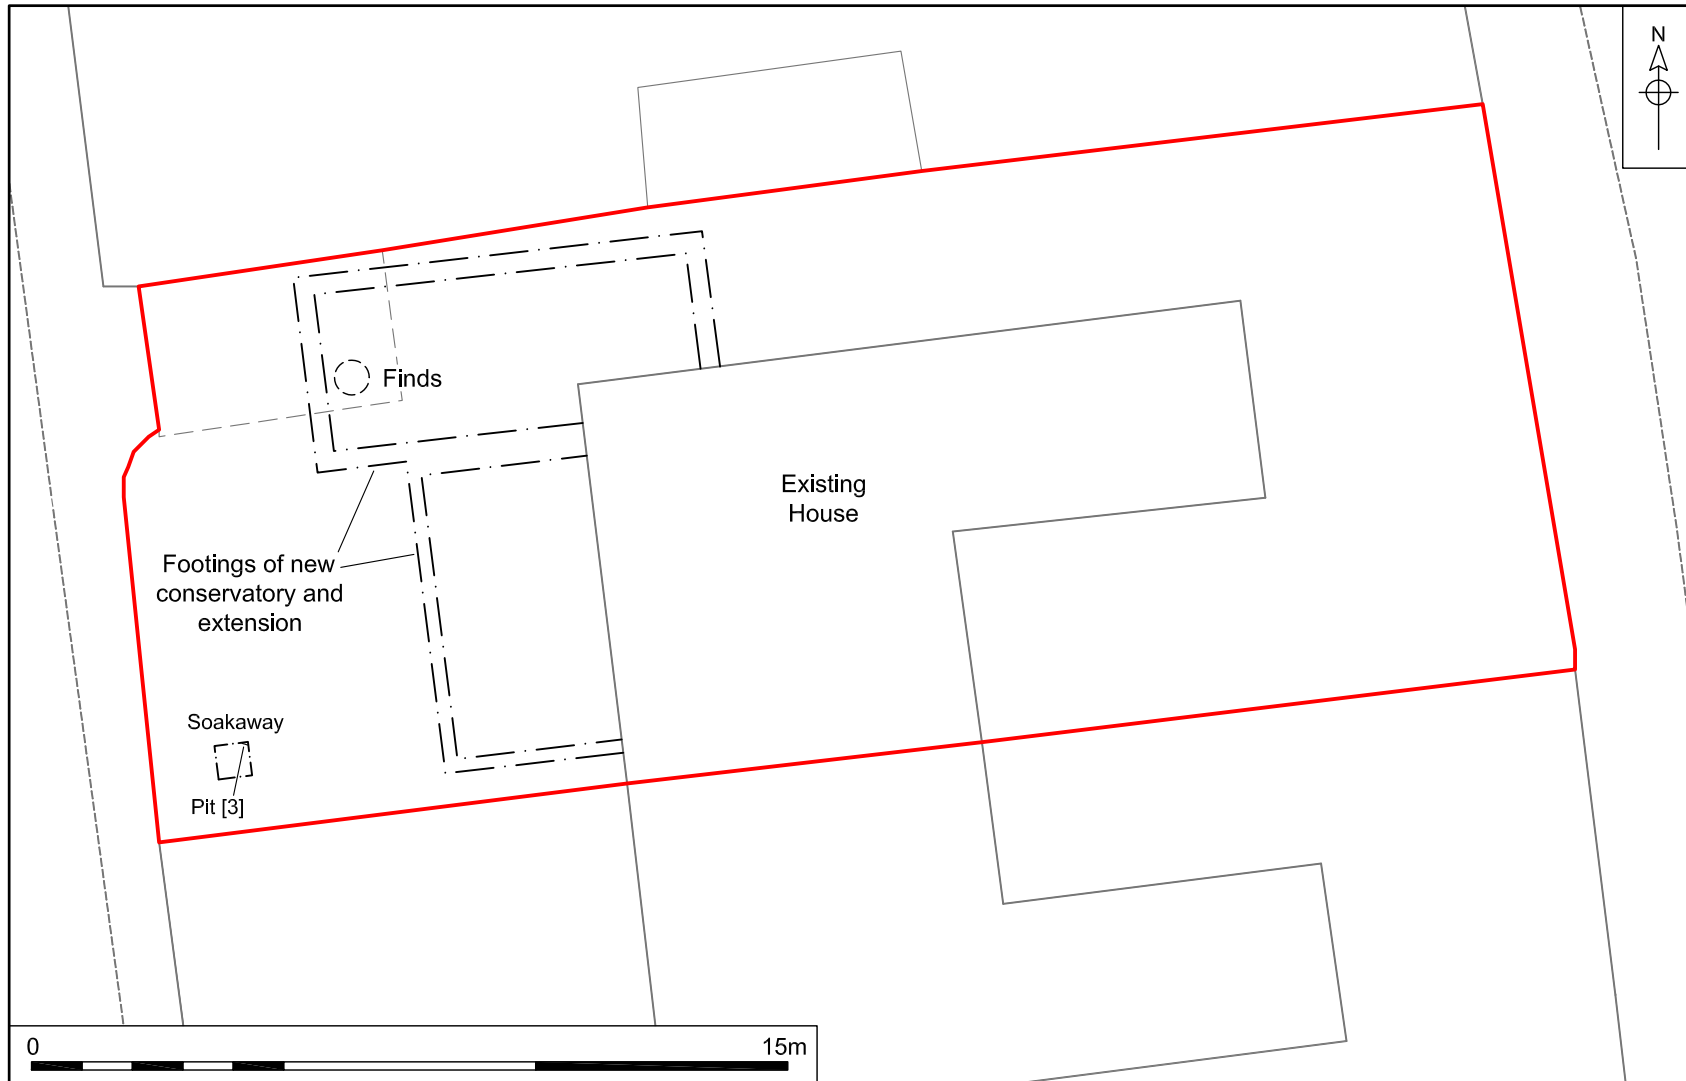 N
Finds
Existing
House
Footings of new
conservatory and
extension
Soakaway
Pit [3]
0
15m